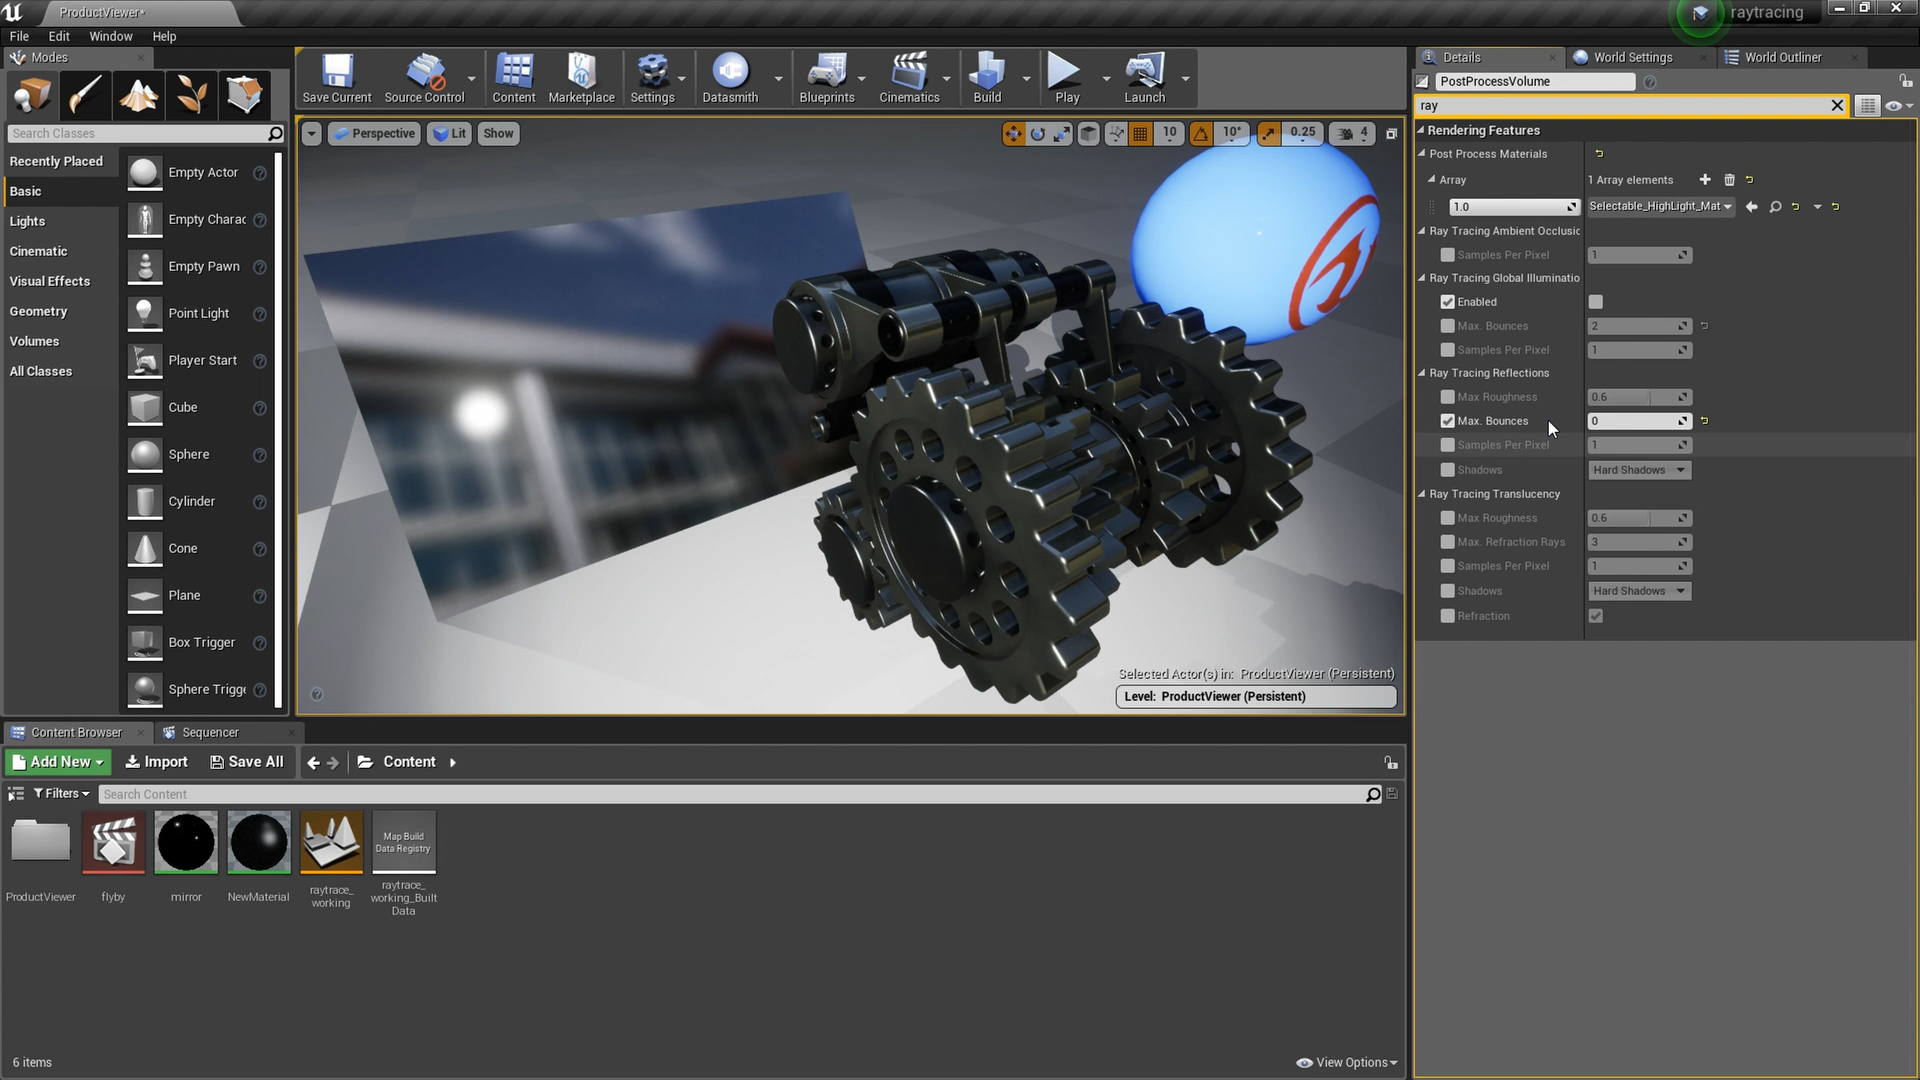 ProductViewer*
raytracing
File Edit Window Help
Modes
Search Classes
Recently Placed
Basic
Lights
Cinematic
Visual Effects
Geometry
Volumes
All Classes
Empty Actor
Empty Charac
Empty Pawn
Point Light
Player Start
Cube
Sphere
Cylinder
Cone
Plane
Box Trigger
Sphere Trigge
Save Current
Source Control
Content
Marketplace
Settings
Datasmith
Blueprints
Cinematics
Build
Play
Launch
Perspective
Lit
Show
10
10°
0.25
4
Selected Actor(s) in: ProductViewer (Persistent)
Level: ProductViewer (Persistent)
Details
World Settings
World Outliner
PostProcessVolume
ray
Rendering Features
Post Process Materials
Array 1 Array elements
1.0 Selectable_HighLight_Mat
Ray Tracing Ambient Occlusic
Samples Per Pixel 1
Ray Tracing Global Illuminatio
Enabled
Max. Bounces 2
Samples Per Pixel 1
Ray Tracing Reflections
Max Roughness 0.6
Max. Bounces 0
Samples Per Pixel 1
Shadows Hard Shadows
Ray Tracing Translucency
Max Roughness 0.6
Max. Refraction Rays 3
Samples Per Pixel 1
Shadows Hard Shadows
Refraction
Content Browser
Sequencer
Add New
Import
Save All
Content
Filters
Search Content
ProductViewer
flyby
mirror
NewMaterial
raytrace_
working
Map Build
Data Registry
raytrace_
working_Built
Data
6 items
View Options